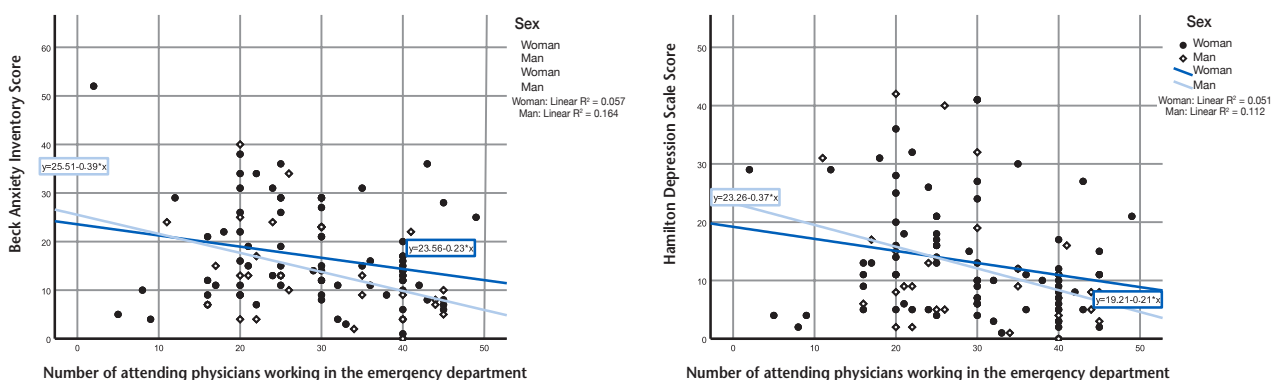 Beck Anxiety Inventory Score
60
50
40
30
20
10
0
0
10
20
30
40
50
y=25.51-0.39*x
y=23.56-0.23*x
Number of attending physicians working in the emergency department
Sex
Woman
Man
Woman
Man
Woman: Linear R² = 0.057
Man: Linear R² = 0.164
Hamilton Depression Scale Score
50
40
30
20
10
0
0
10
20
30
40
50
y=23.26-0.37*x
y=19.21-0.21*x
Number of attending physicians working in the emergency department
Sex
Woman
Man
Woman
Man
Woman: Linear R² = 0.051
Man: Linear R² = 0.112